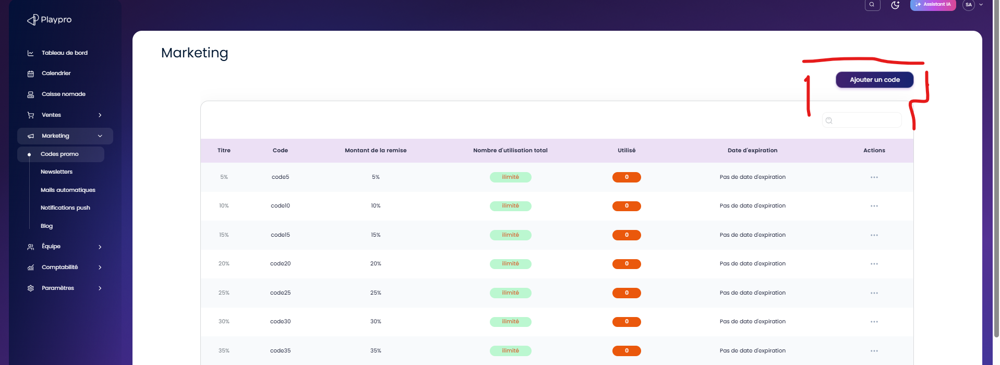 Assistant IA
SA
Playpro
Tableau de bord
Calendrier
Caisse nomade
Ventes
Marketing
Codes promo
Newsletters
Mails automatiques
Notifications push
Blog
Équipe
Comptabilité
Paramètres
Marketing
Ajouter un code
Titre Code Montant de la remise Nombre d'utilisation total Utilisé Date d'expiration Actions
5% code5 5% ilimité 0 Pas de date d'expiration
10% code10 10% ilimité 0 Pas de date d'expiration
15% code15 15% ilimité 0 Pas de date d'expiration
20% code20 20% ilimité 0 Pas de date d'expiration
25% code25 25% ilimité 0 Pas de date d'expiration
30% code30 30% ilimité 0 Pas de date d'expiration
35% code35 35% ilimité 0 Pas de date d'expiration